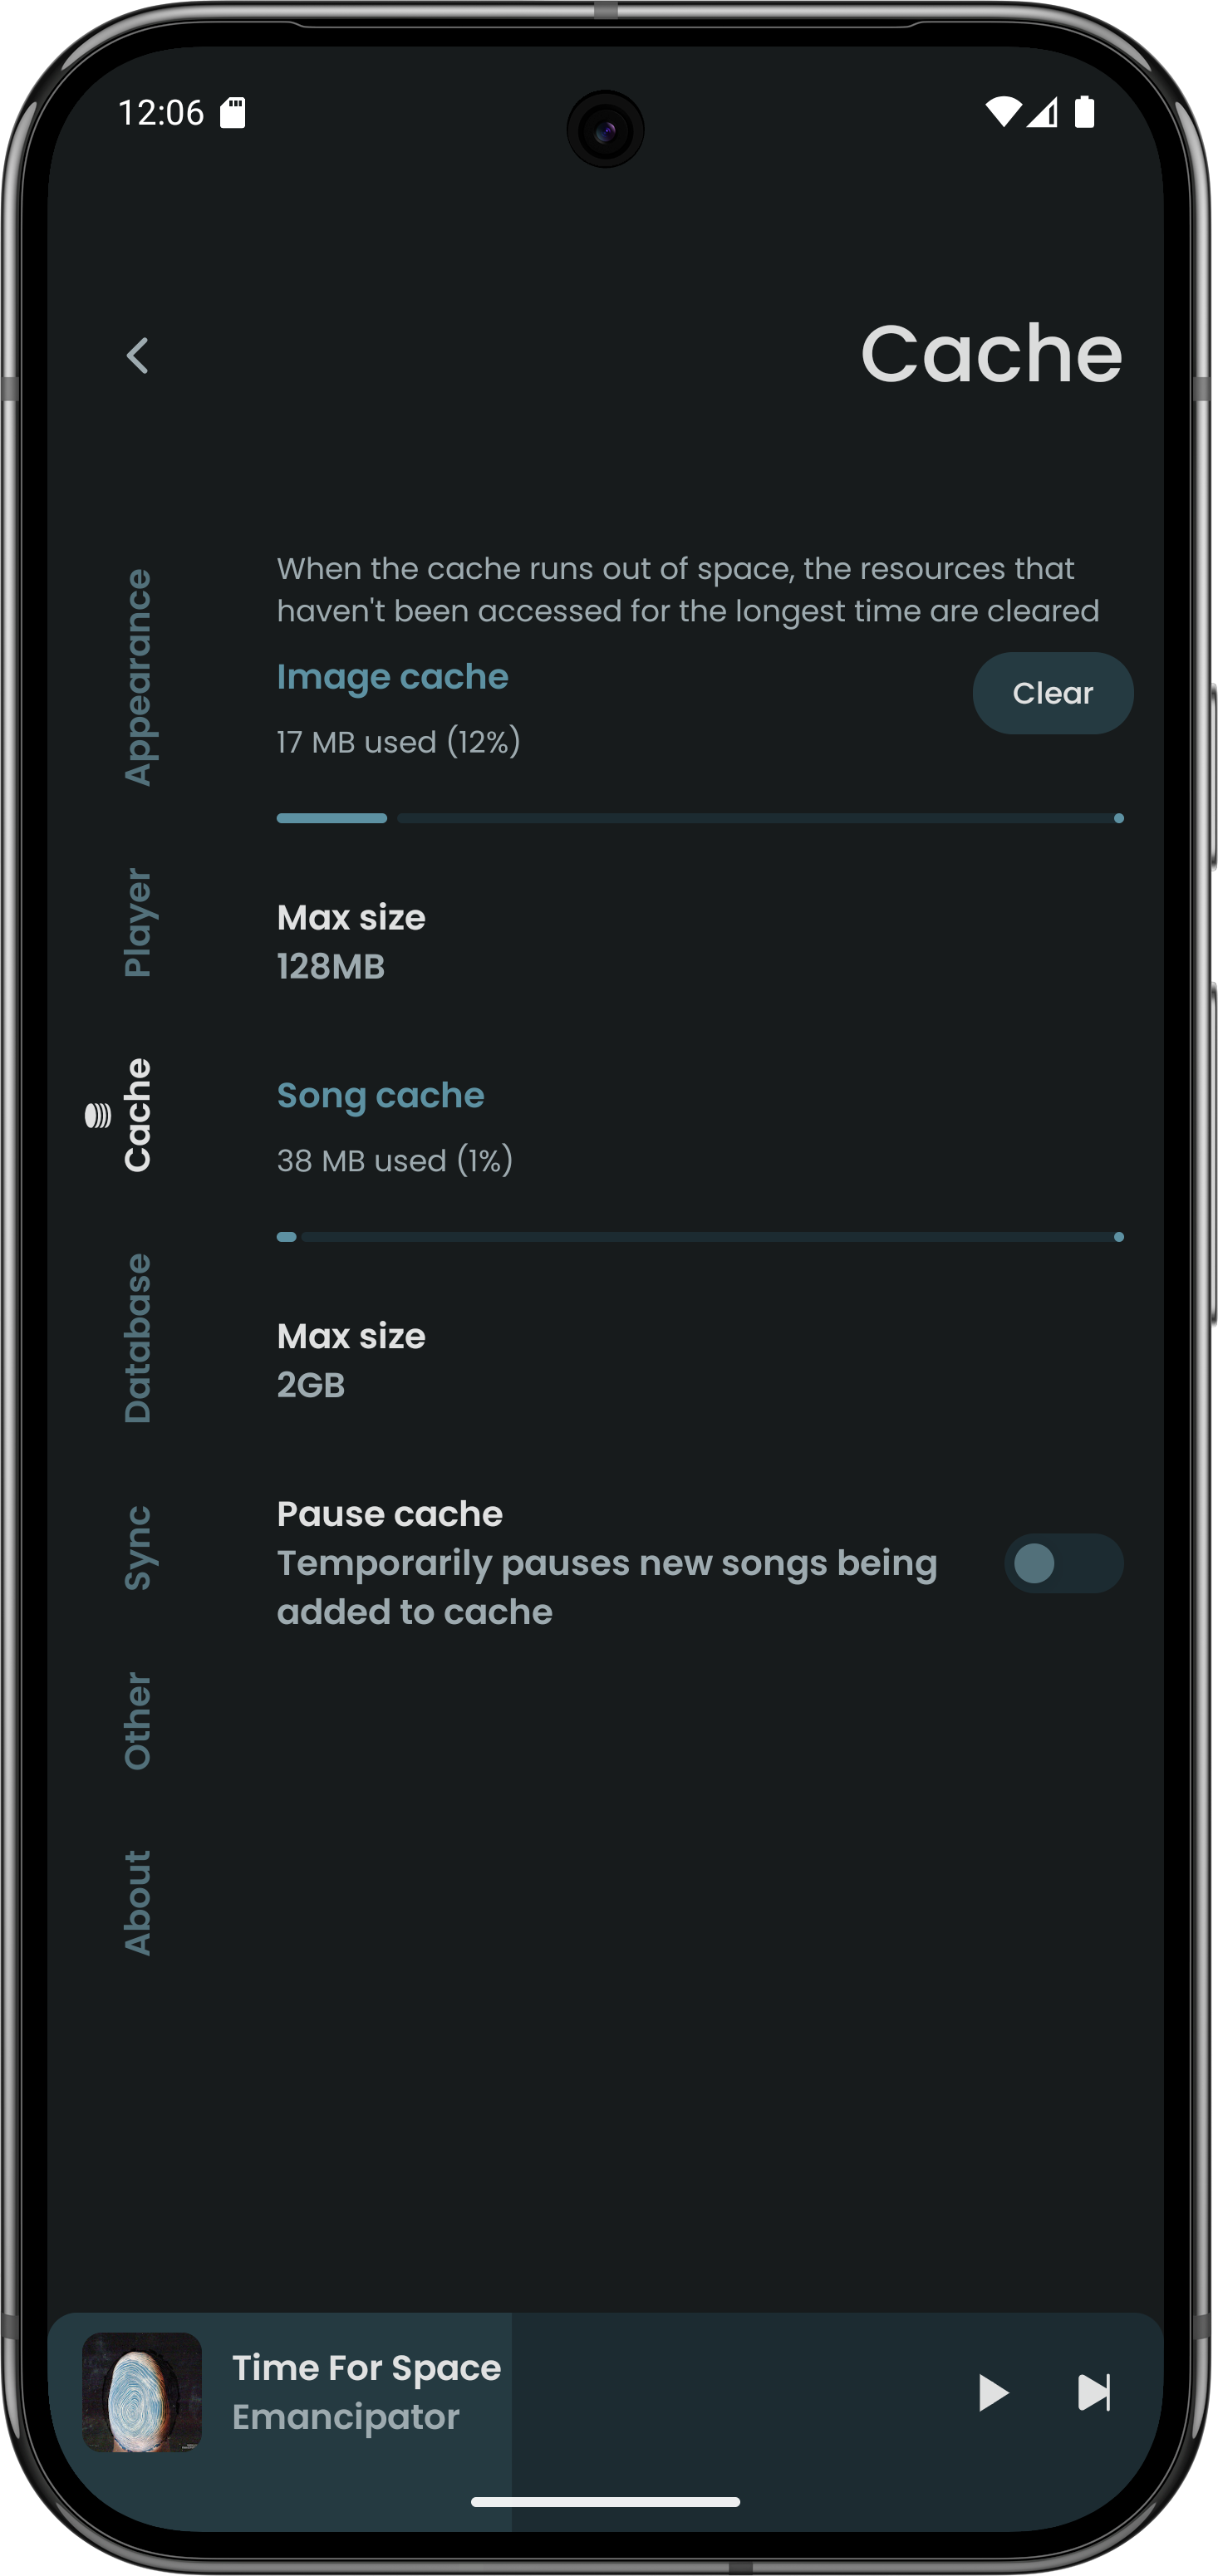 12:06
Cache
When the cache runs out of space, the resources that
haven't been accessed for the longest time are cleared
Image cache
Clear
17 MB used (12%)
Max size
128MB
Song cache
38 MB used (1%)
Max size
2GB
Pause cache
Temporarily pauses new songs being
added to cache
Appearance
Player
Cache
Database
Sync
Other
About
Time For Space
Emancipator